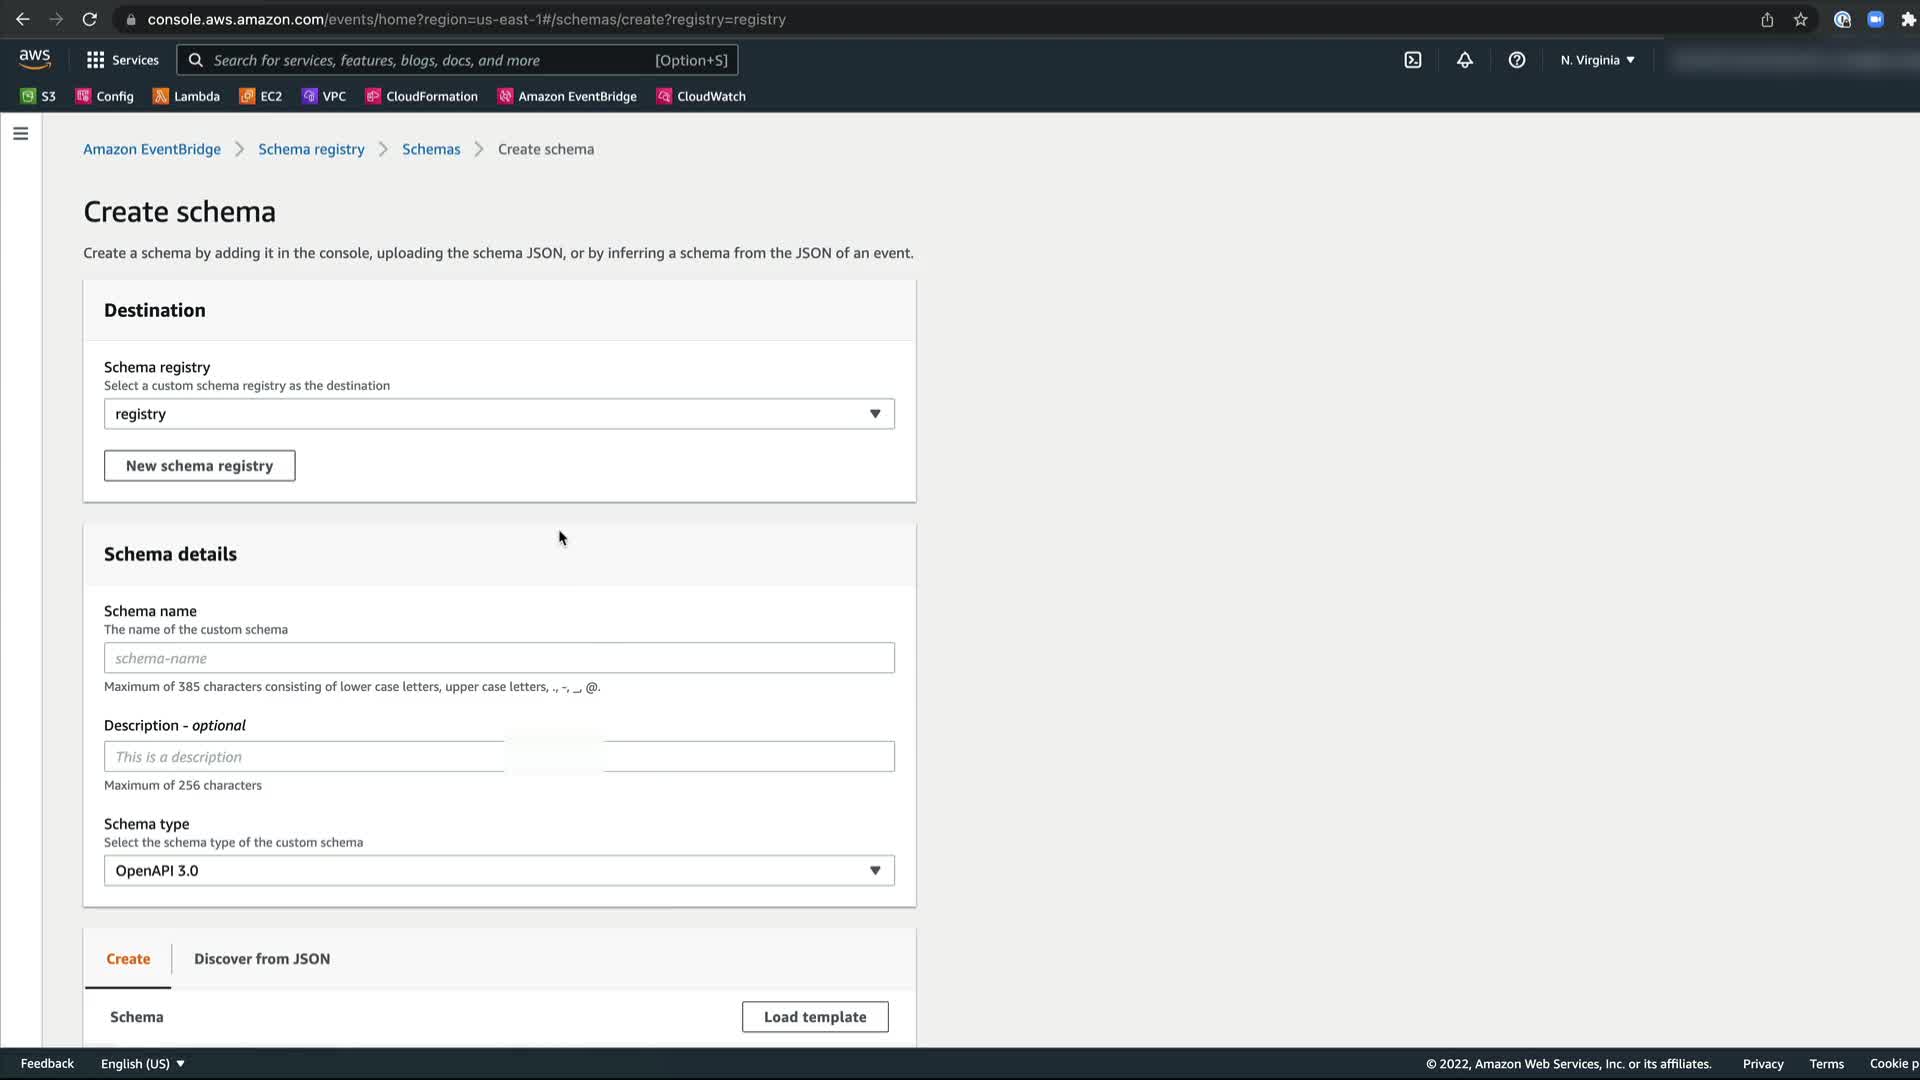 console.aws.amazon.com/events/home?region=us-east-1#/schemas/create?registry=registry
aws Services Search for services, features, blogs, docs, and more [Option+S] N. Virginia
S3 Config Lambda EC2 VPC CloudFormation Amazon EventBridge CloudWatch
Amazon EventBridge Schema registry Schemas Create schema
Create schema
Create a schema by adding it in the console, uploading the schema JSON, or by inferring a schema from the JSON of an event.
Destination
Schema registry
Select a custom schema registry as the destination
registry
New schema registry
Schema details
Schema name
The name of the custom schema
schema-name
Maximum of 385 characters consisting of lower case letters, upper case letters, ., -, _, @.
Description - optional
This is a description
Maximum of 256 characters
Schema type
Select the schema type of the custom schema
OpenAPI 3.0
Create Discover from JSON
Schema Load template
Feedback English (US) © 2022, Amazon Web Services, Inc. or its affiliates. Privacy Terms Cookie p